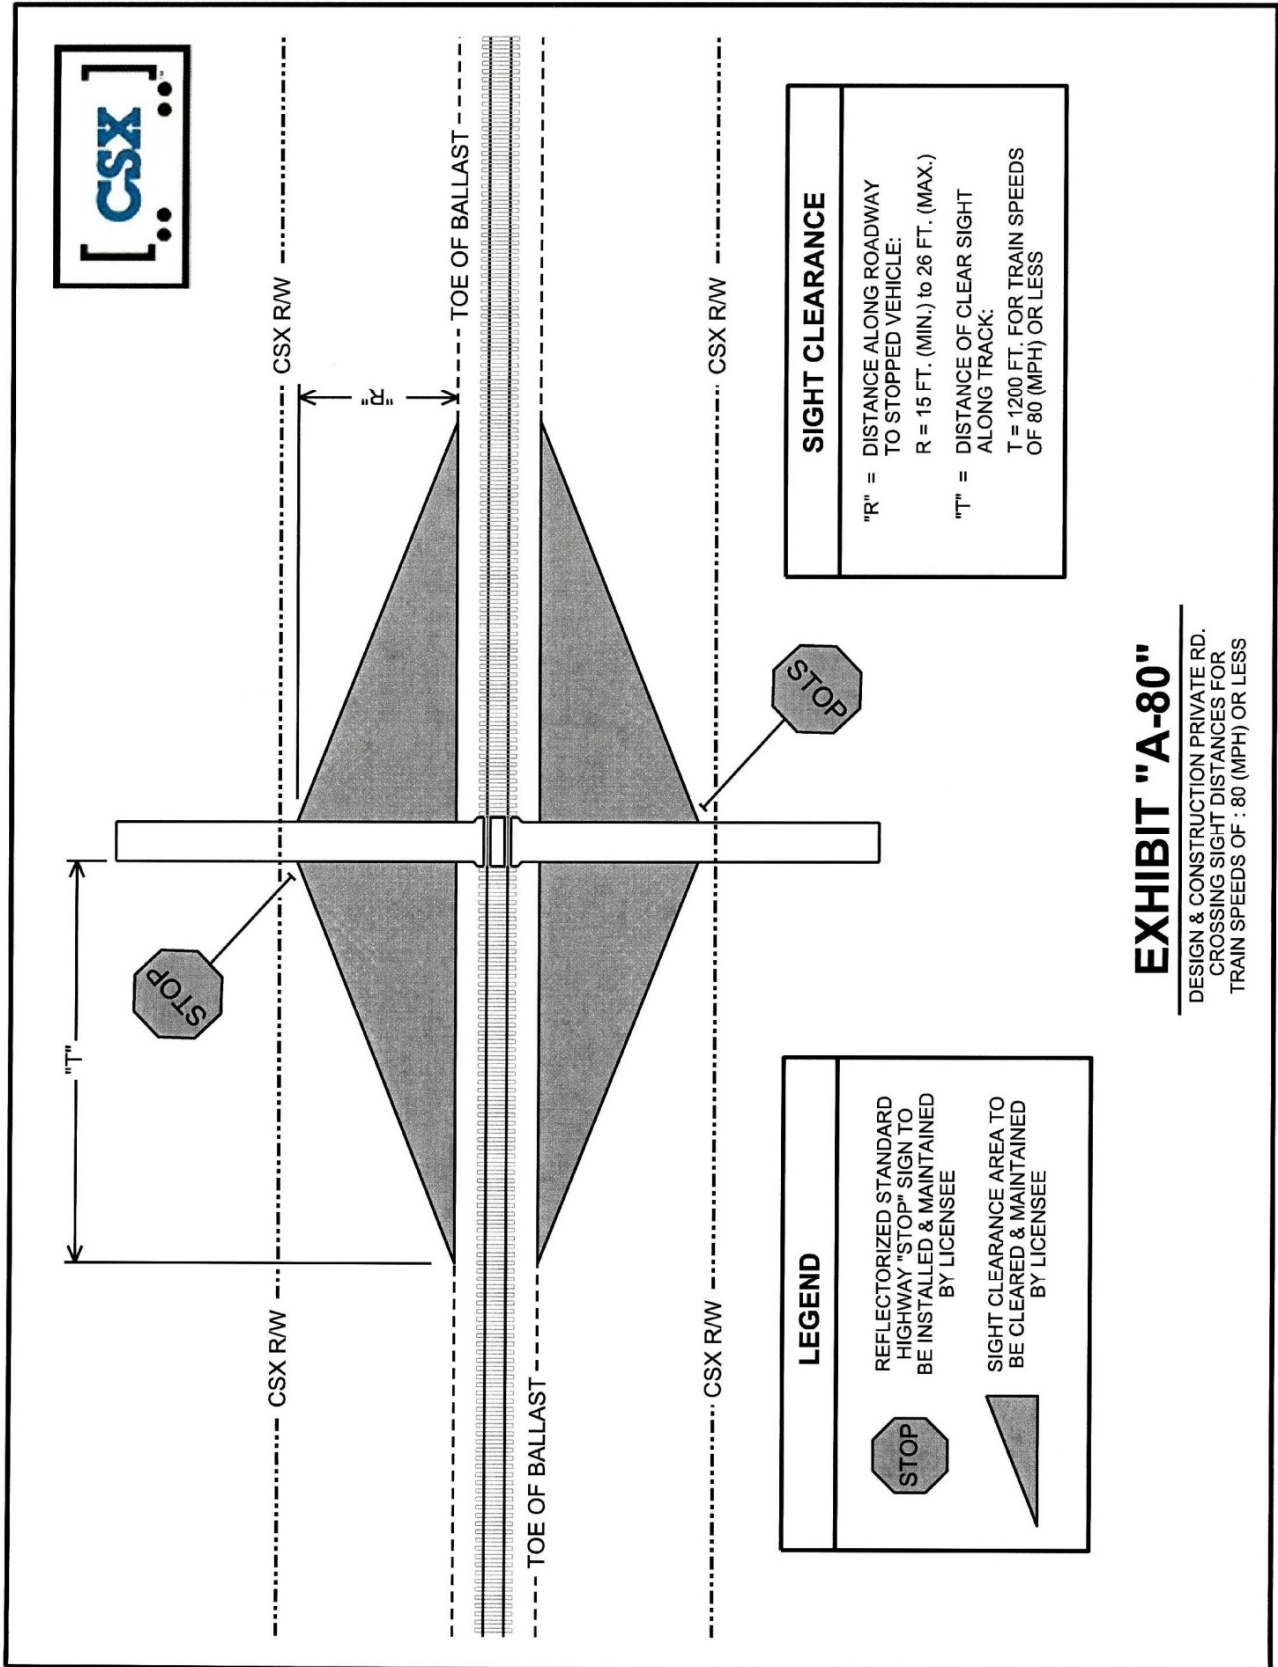 [CSX]™
"T"
STOP
CSX R/W
CSX R/W
"R"
TOE OF BALLAST
TOE OF BALLAST
CSX R/W
CSX R/W
STOP
LEGEND
STOP
REFLECTORIZED STANDARD
HIGHWAY "STOP" SIGN TO
BE INSTALLED & MAINTAINED
BY LICENSEE
SIGHT CLEARANCE AREA TO
BE CLEARED & MAINTAINED
BY LICENSEE
SIGHT CLEARANCE
"R" = DISTANCE ALONG ROADWAY
TO STOPPED VEHICLE:
R = 15 FT. (MIN.) to 26 FT. (MAX.)
"T" = DISTANCE OF CLEAR SIGHT
ALONG TRACK:
T = 1200 FT. FOR TRAIN SPEEDS
OF 80 (MPH) OR LESS
EXHIBIT "A-80"
DESIGN & CONSTRUCTION PRIVATE RD.
CROSSING SIGHT DISTANCES FOR
TRAIN SPEEDS OF : 80 (MPH) OR LESS